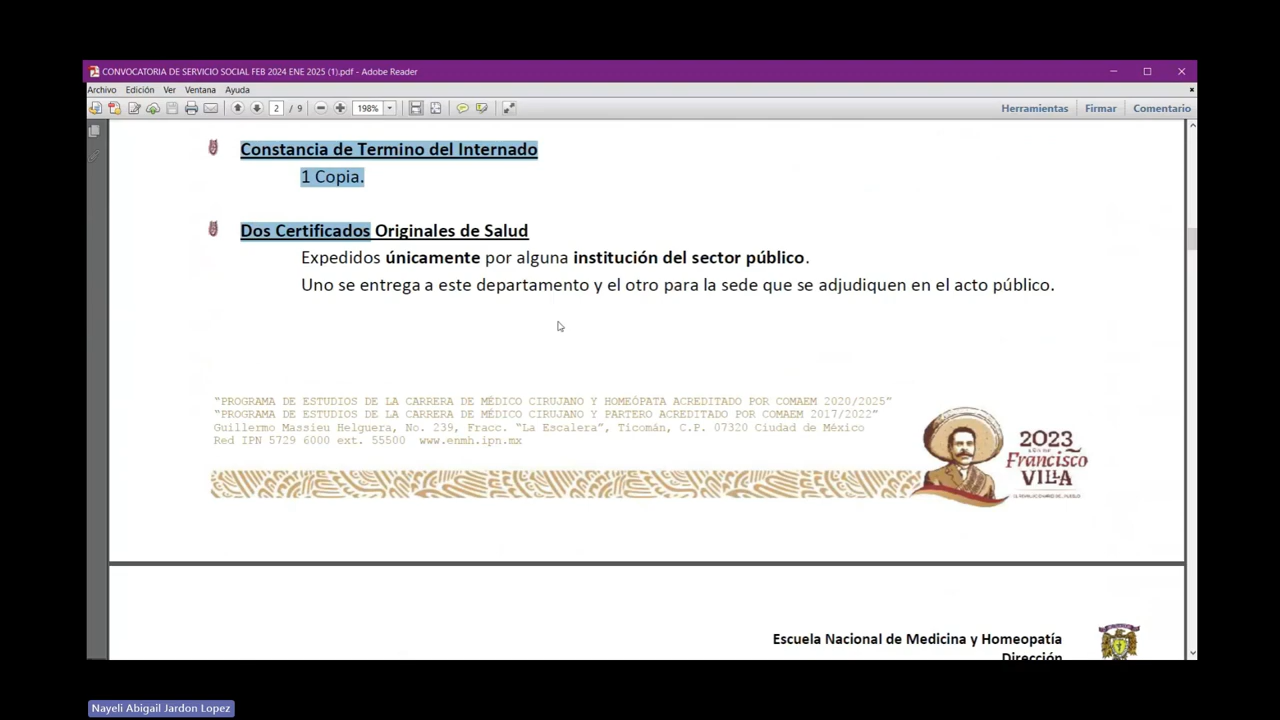 CONVOCATORIA DE SERVICIO SOCIAL FEB 2024 ENE 2025 (1).pdf - Adobe Reader
Archivo Edición Ver Ventana Ayuda
2 / 9 198% Herramientas Firmar Comentario
Constancia de Termino del Internado
1 Copia.
Dos Certificados Originales de Salud
Expedidos únicamente por alguna institución del sector público.
Uno se entrega a este departamento y el otro para la sede que se adjudiquen en el acto público.
“PROGRAMA DE ESTUDIOS DE LA CARRERA DE MÉDICO CIRUJANO Y HOMEÓPATA ACREDITADO POR COMAEM 2020/2025”
“PROGRAMA DE ESTUDIOS DE LA CARRERA DE MÉDICO CIRUJANO Y PARTERO ACREDITADO POR COMAEM 2017/2022”
Guillermo Massieu Helguera, No. 239, Fracc. “La Escalera”, Ticomán, C.P. 07320 Ciudad de México
Red IPN 5729 6000 ext. 55500 www.enmh.ipn.mx
2023
Francisco
VILLA
EL REVOLUCIONARIO DEL PUEBLO
Escuela Nacional de Medicina y Homeopatía
Dirección
Nayeli Abigail Jardon Lopez